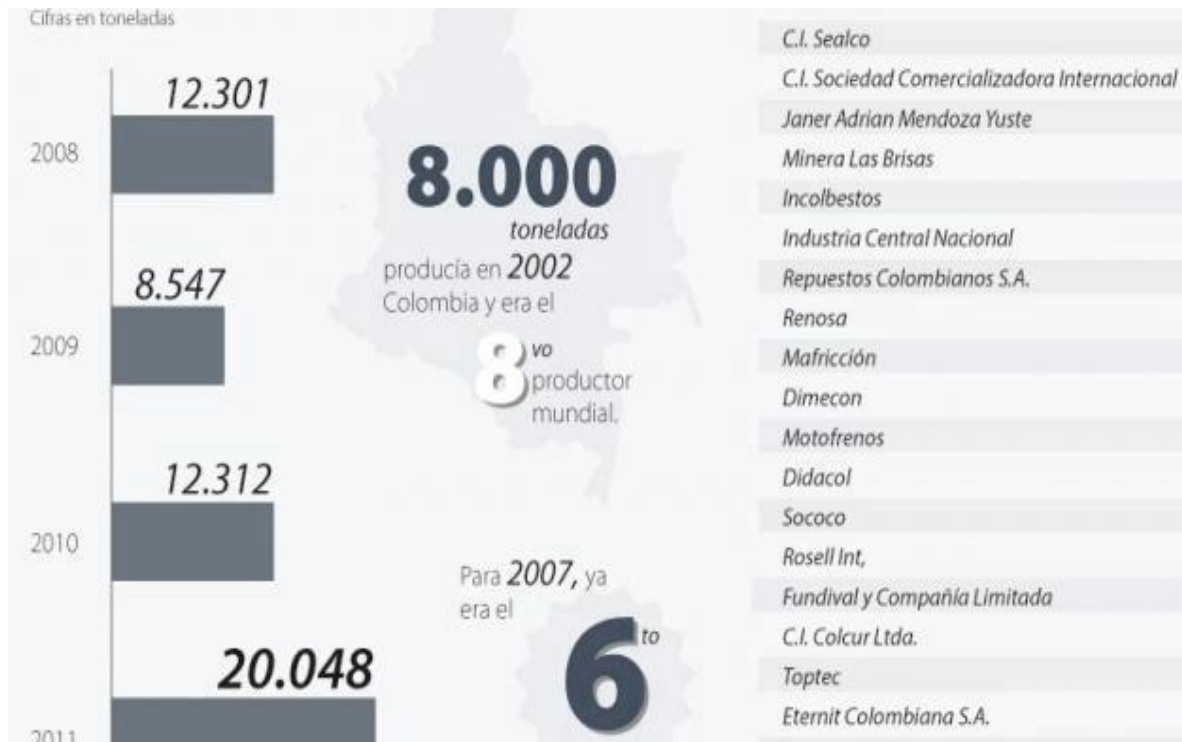 Cifras en toneladas
12.301
2008
8.547
2009
12.312
2010
20.048
2011
8.000
toneladas
producía en 2002
Colombia y era el
8 vo
productor
mundial.
Para 2007, ya
era el
6 to
C.I. Sealco
C.I. Sociedad Comercializadora Internacional
Janer Adrian Mendoza Yuste
Minera Las Brisas
Incolbestos
Industria Central Nacional
Repuestos Colombianos S.A.
Renosa
Mafricción
Dimecon
Motofrenos
Didacol
Sococo
Rosell Int,
Fundival y Compañía Limitada
C.I. Colcur Ltda.
Toptec
Eternit Colombiana S.A.